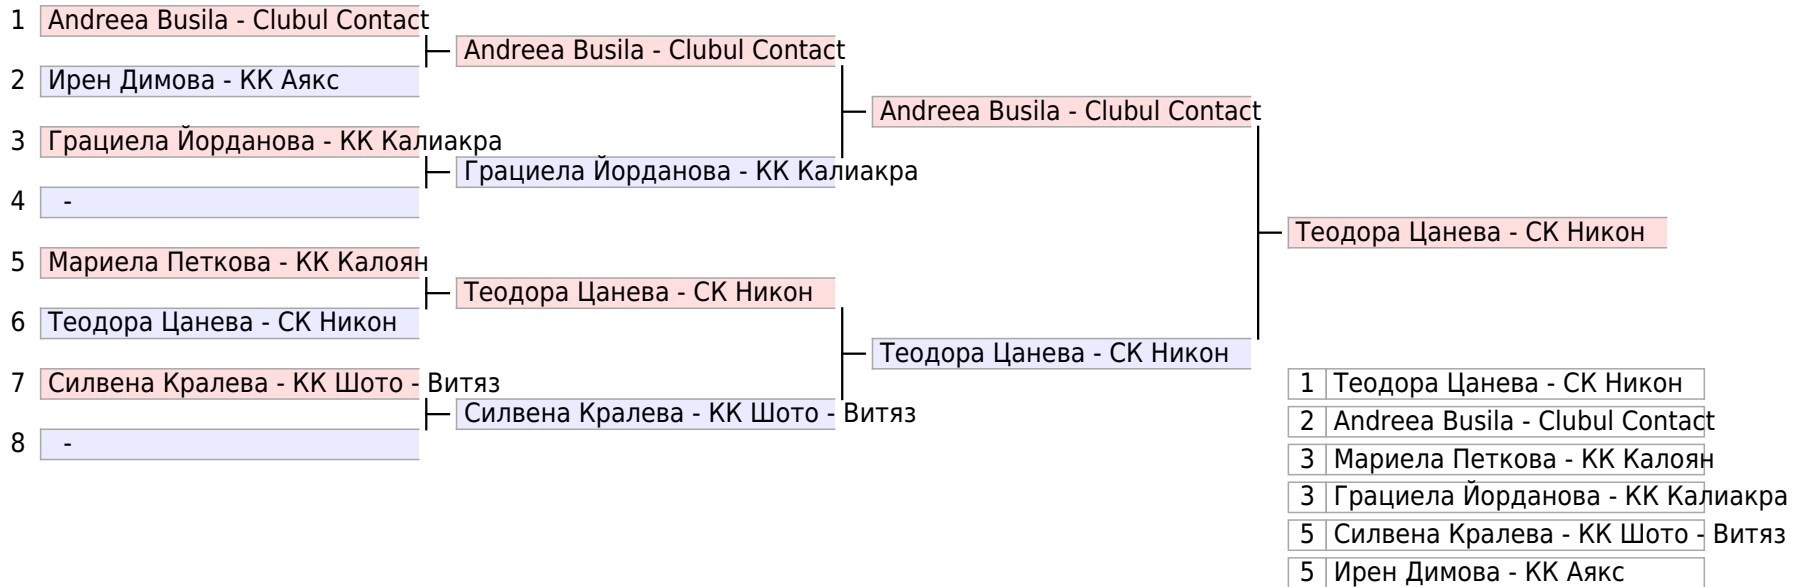 1 Andreea Busila - Clubul Contact
2 Ирен Димова - КК Аякс
3 Грациела Йорданова - КК Калиакра
4 -
5 Мариела Петкова - КК Калоян
6 Теодора Цанева - СК Никон
7 Силвена Кралева - КК Шото - Витяз
8 -
Andreea Busila - Clubul Contact
Грациела Йорданова - КК Калиакра
Теодора Цанева - СК Никон
Силвена Кралева - КК Шото - Витяз
Andreea Busila - Clubul Contact
Теодора Цанева - СК Никон
Теодора Цанева - СК Никон
1 Теодора Цанева - СК Никон
2 Andreea Busila - Clubul Contact
3 Мариела Петкова - КК Калоян
3 Грациела Йорданова - КК Калиакра
5 Силвена Кралева - КК Шото - Витяз
5 Ирен Димова - КК Аякс